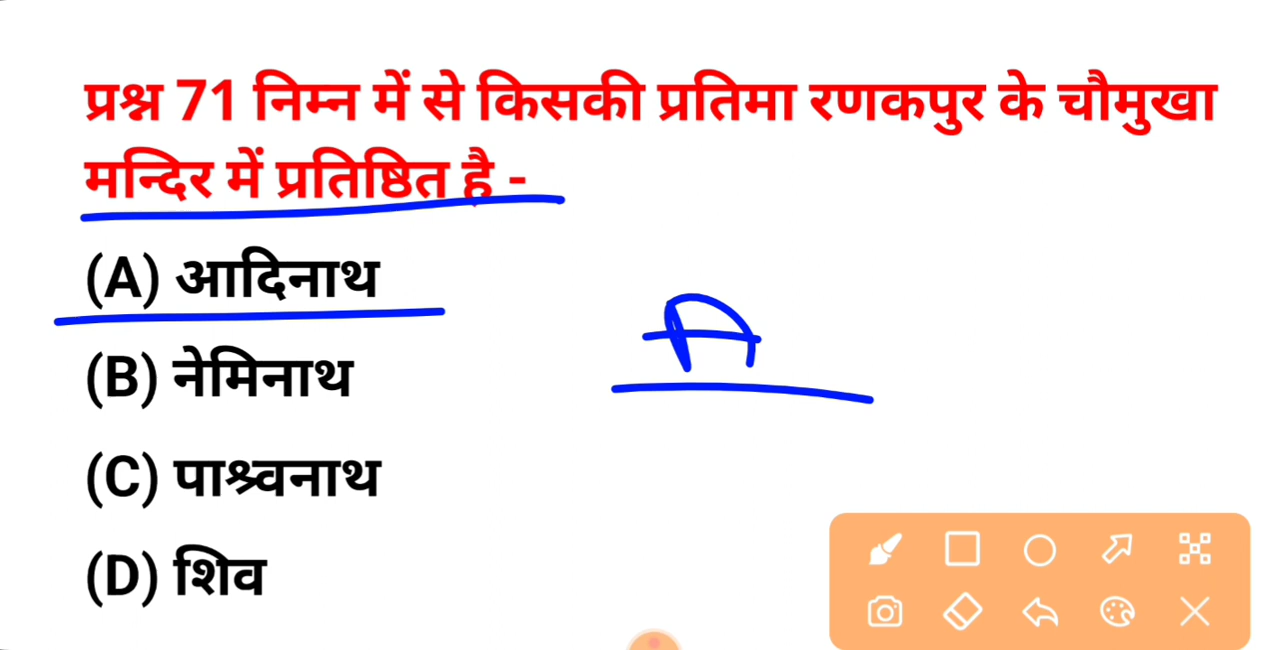 प्रश्न 71 निम्न में से किसकी प्रतिमा रणकपुर के चौमुखा
मन्दिर में प्रतिष्ठित है -
(A) आदिनाथ
A
(B) नेमिनाथ
(C) पाश्र्वनाथ
(D) शिव